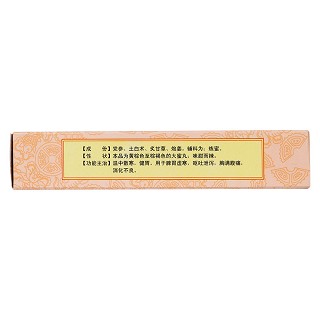 【成　份】党参、土白术、炙甘草、炮姜。辅料为：炼蜜。
【性　状】本品为黄棕色至棕褐色的大蜜丸，味甜而辣。
【功能主治】温中散寒，健胃。用于脾胃虚寒，呕吐泄泻，胸满腹痛，
消化不良。